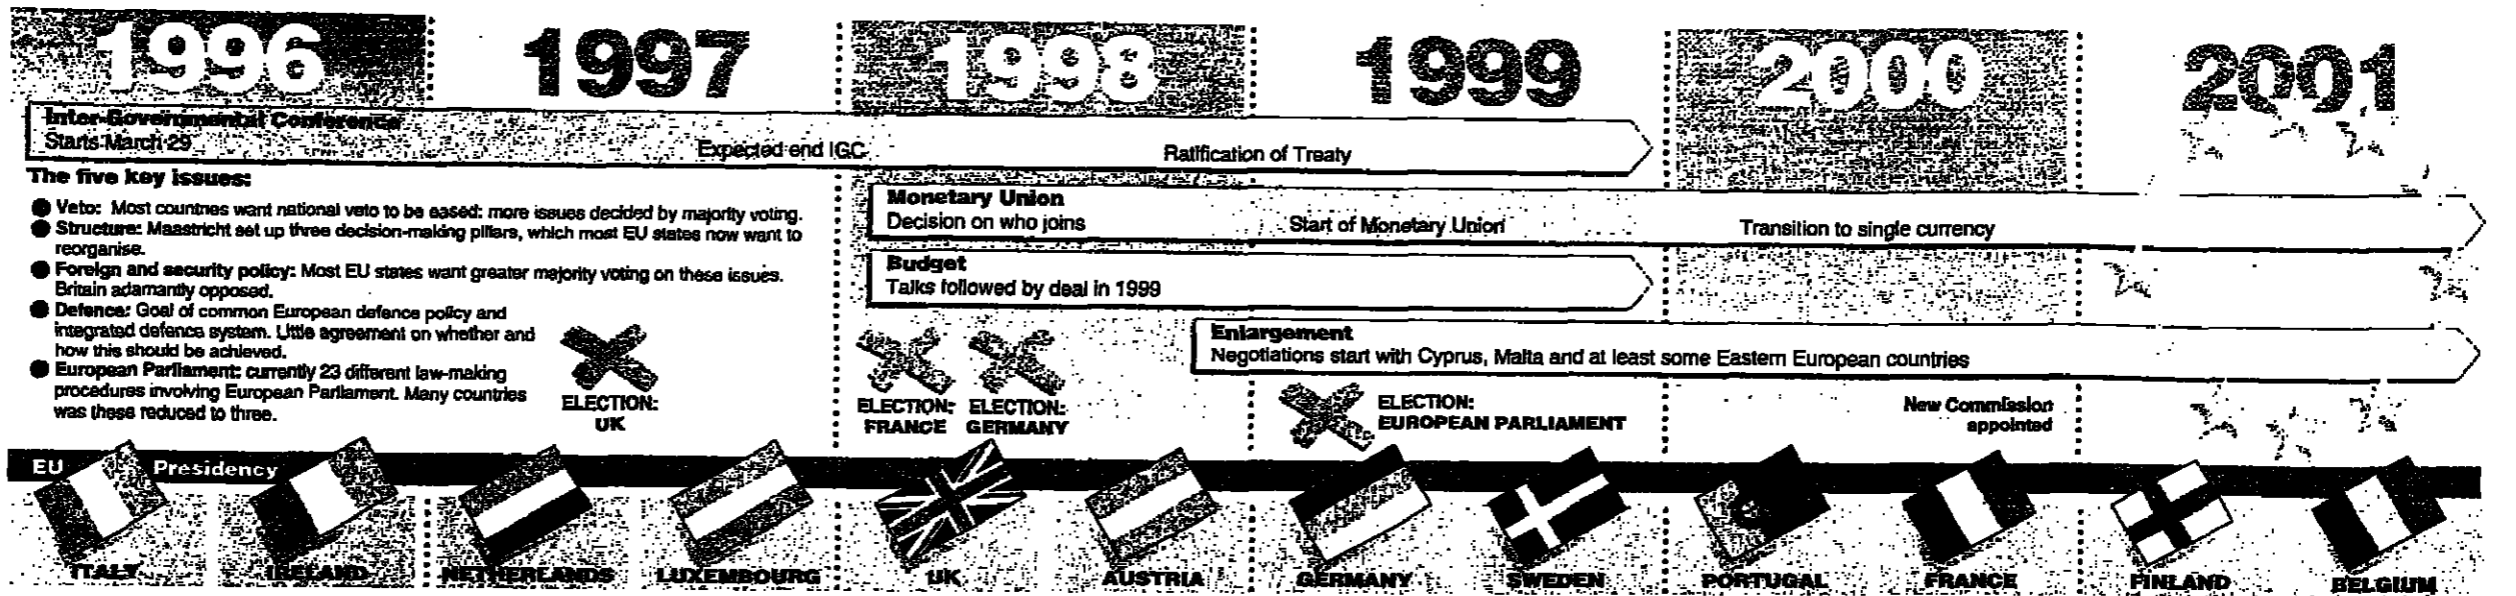 1996 1997 1998 1999 2000 2001
Inter-Governmental Conference
Starts March 29
Expected end IGC
Ratification of Treaty
The five key issues:
Veto: Most countries want national veto to be eased: more issues decided by majority voting.
Structure: Maastricht set up three decision-making pillars, which most EU states now want to
reorganise.
Foreign and security policy: Most EU states want greater majority voting on these issues.
Britain adamantly opposed.
Defence: Goal of common European defence policy and
integrated defence system. Little agreement on whether and
how this should be achieved.
European Parliament: currently 23 different law-making
procedures involving European Parliament. Many countries
was these reduced to three.
Monetary Union
Decision on who joins
Start of Monetary Union
Transition to single currency
Budget
Talks followed by deal in 1999
Enlargement
Negotiations start with Cyprus, Malta and at least some Eastern European countries
ELECTION:
UK
ELECTION:
FRANCE
ELECTION:
GERMANY
ELECTION:
EUROPEAN PARLIAMENT
New Commission
appointed
EU Presidency
ITALY
IRELAND
NETHERLANDS
LUXEMBOURG
UK
AUSTRIA
GERMANY
SWEDEN
PORTUGAL
FRANCE
FINLAND
BELGIUM